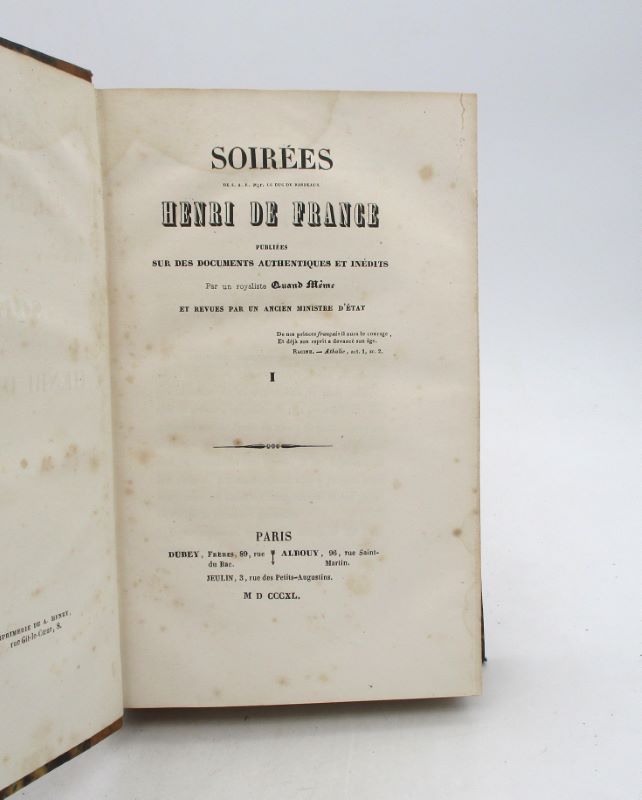 SOIRÉES
DE S. A. R. Mgr. LE DUC DE BORDEAUX
HENRI DE FRANCE
PUBLIÉES
SUR DES DOCUMENTS AUTHENTIQUES ET INÉDITS
Par un royaliste Quand Même
ET REVUES PAR UN ANCIEN MINISTRE D'ÉTAT
De nos princes français il aura le courage,
Et déjà son esprit a devancé son âge.
RACINE. — Athalie, act. 1, sc. 2.
I
PARIS
DUBEY, FRÈRES, 89, rue du Bac.
ALBOUY, 96, rue Saint-Martin.
JEULIN, 3, rue des Petits-Augustins.
M D CCCXL.
IMPRIMERIE DE A. HENRY,
rue Gît-le-Cœur, 8.